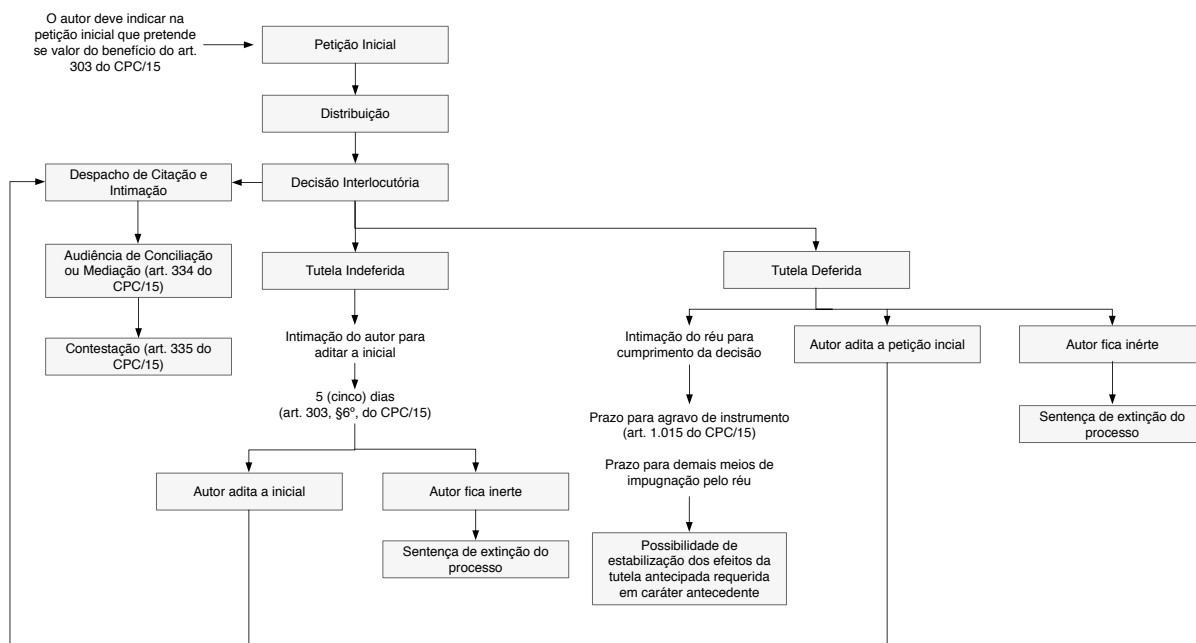 O autor deve indicar na
petição inicial que pretende
se valor do benefício do art.
303 do CPC/15
Petição Inicial
Distribuição
Despacho de Citação e
Intimação
Decisão Interlocutória
Audiência de Conciliação
ou Mediação (art. 334 do
CPC/15)
Tutela Indeferida
Tutela Deferida
Contestação (art. 335 do
CPC/15)
Intimação do autor para
aditar a inicial
Intimação do réu para
cumprimento da decisão
Autor adita a petição incial
Autor fica inérte
5 (cinco) dias
(art. 303, §6º, do CPC/15)
Prazo para agravo de instrumento
(art. 1.015 do CPC/15)
Sentença de extinção do
processo
Prazo para demais meios de
impugnação pelo réu
Autor adita a inicial
Autor fica inerte
Sentença de extinção do
processo
Possibilidade de
estabilização dos efeitos da
tutela antecipada requerida
em caráter antecedente